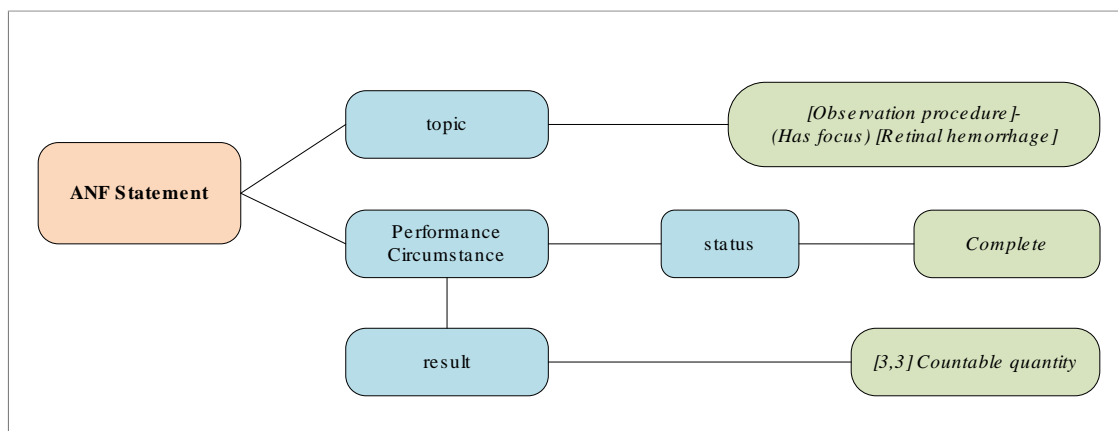 ANF Statement
topic
[Observation procedure]-
(Has focus) [Retinal hemorrhage]
Performance
Circumstance
status
Complete
result
[3,3] Countable quantity